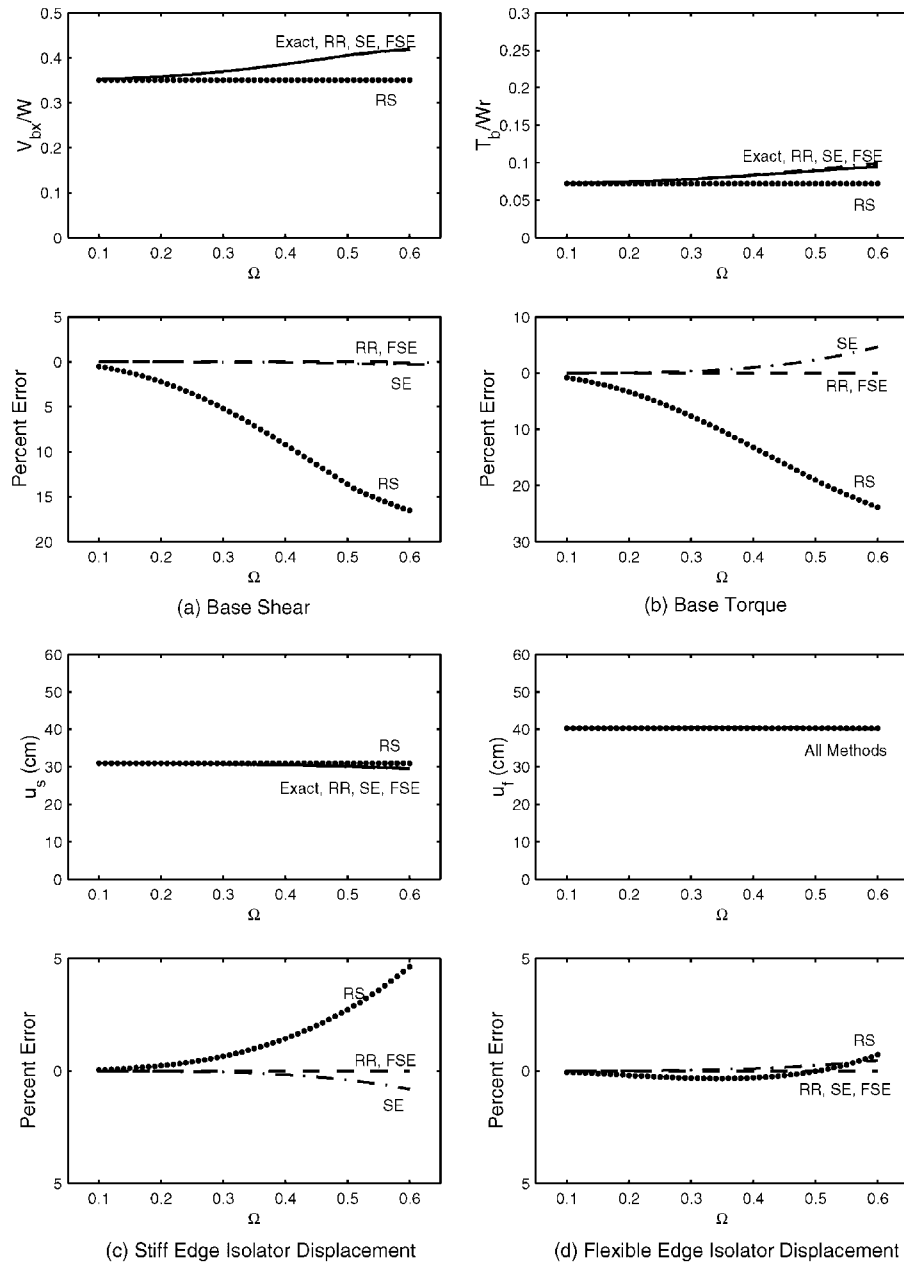 0.5
0.4
0.3
0.2
0.1
0
V_bx/W
Exact, RR, SE, FSE
RS
0.1 0.2 0.3 0.4 0.5 0.6
Ω
0.3
0.25
0.2
0.15
0.1
0.05
0
T_b/Wr
Exact, RR, SE, FSE
RS
0.1 0.2 0.3 0.4 0.5 0.6
Ω
5
0
5
10
15
20
Percent Error
RR, FSE
SE
RS
0.1 0.2 0.3 0.4 0.5 0.6
Ω
(a) Base Shear
10
0
10
20
30
Percent Error
SE
RR, FSE
RS
0.1 0.2 0.3 0.4 0.5 0.6
Ω
(b) Base Torque
60
50
40
30
20
10
0
u_s (cm)
RS
Exact, RR, SE, FSE
0.1 0.2 0.3 0.4 0.5 0.6
Ω
60
50
40
30
20
10
0
u_f (cm)
All Methods
0.1 0.2 0.3 0.4 0.5 0.6
Ω
5
0
5
Percent Error
RS
RR, FSE
SE
0.1 0.2 0.3 0.4 0.5 0.6
Ω
(c) Stiff Edge Isolator Displacement
5
0
5
Percent Error
RS
RR, SE, FSE
0.1 0.2 0.3 0.4 0.5 0.6
Ω
(d) Flexible Edge Isolator Displacement